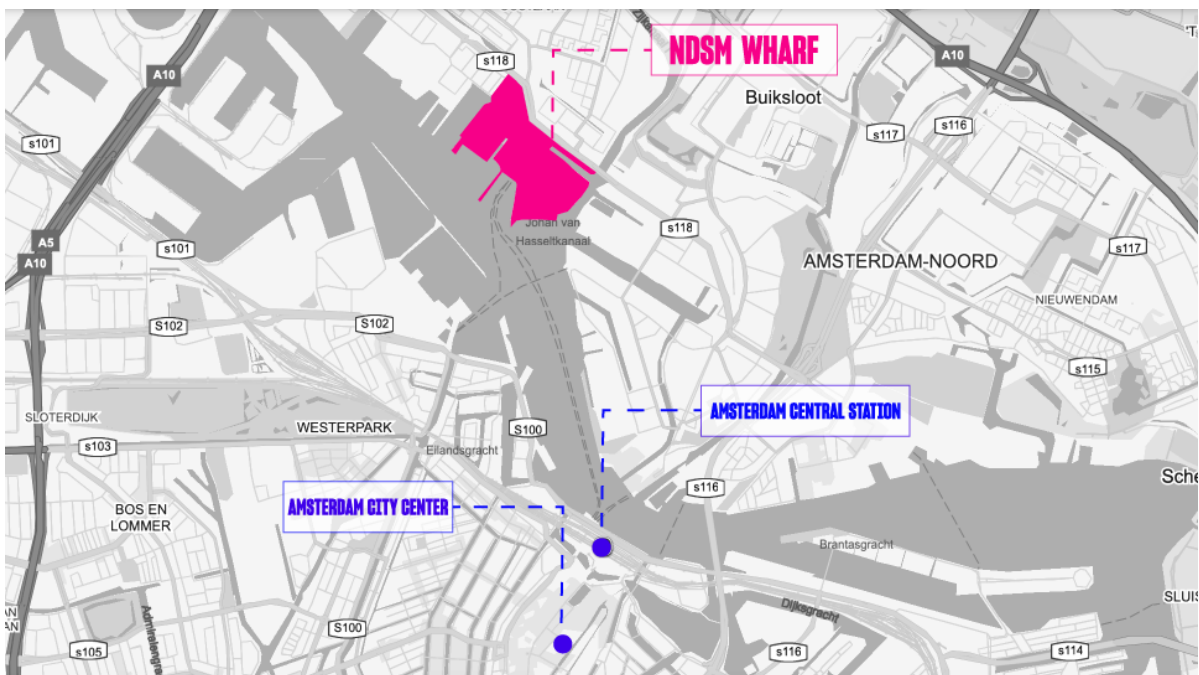 NDSM WHARF
s118
A10
A10
Buiksloot
s117
s116
s101
Johan van
Hasseltkanaal
s118
s101
A5
A10
AMSTERDAM-NOORD
s117
NIEUWENDAM
S102
S102
s115
SLOTERDIJK
WESTERPARK
S100
AMSTERDAM CENTRAL STATION
s103
Eilandsgracht
Sche
s116
AMSTERDAM CITY CENTER
BOS EN
LOMMER
Brantasgracht
Dijksgracht
SLUIS
S100
s105
s116
s114